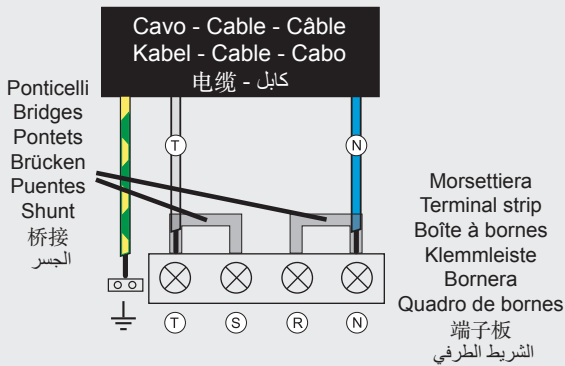 Cavo - Cable - Câble
Kabel - Cable - Cabo
电缆 - كابل
Ponticelli
Bridges
Pontets
Brücken
Puentes
Shunt
桥接
الجسر
T
N
Morsettiera
Terminal strip
Boîte à bornes
Klemmleiste
Bornera
Quadro de bornes
端子板
الشريط الطرفي
T S R N